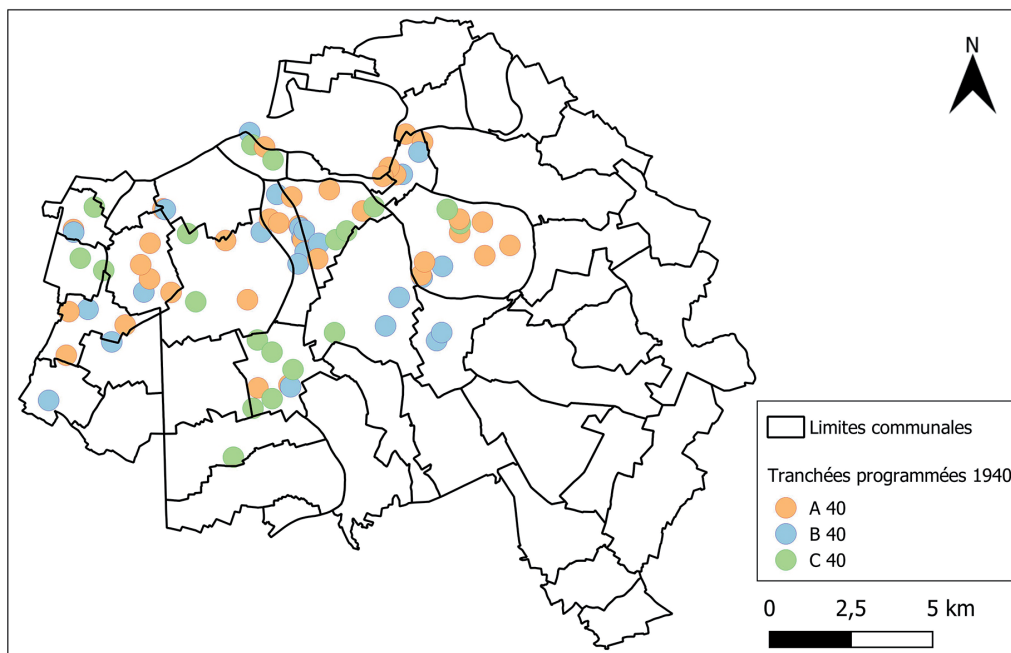 N
Limites communales
Tranchées programmées 1940
A 40
B 40
C 40
0 2,5 5 km